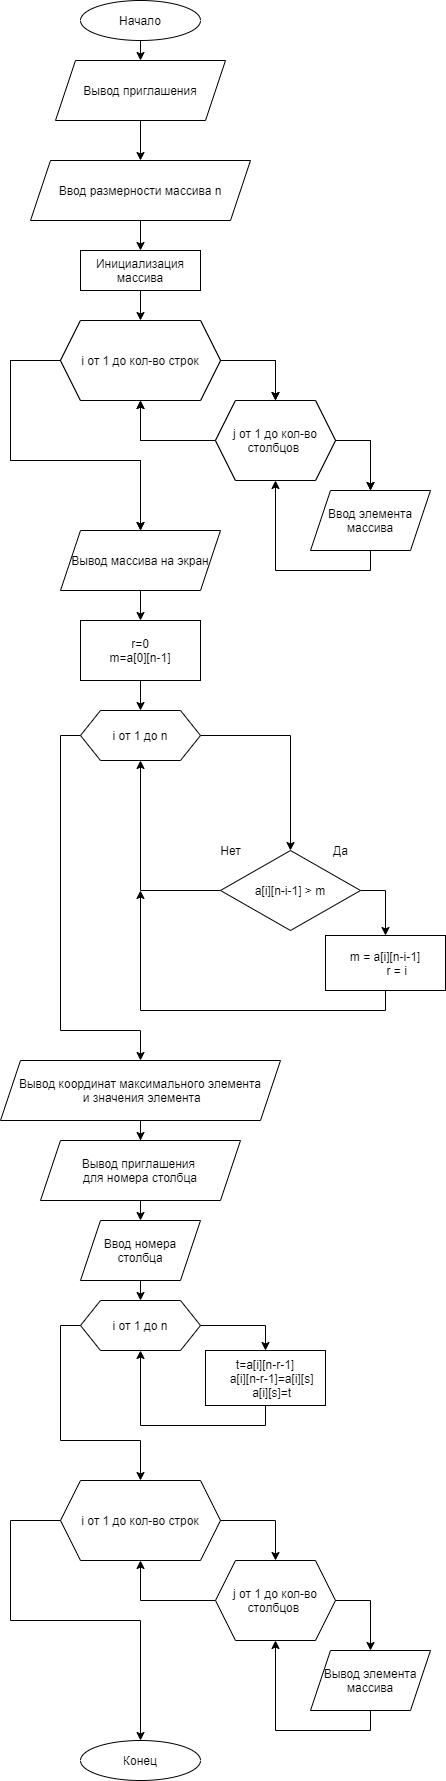 Начало
Вывод приглашения
Ввод размерности массива n
Инициализация
массива
i от 1 до кол-во строк
j от 1 до кол-во
столбцов
Ввод элемента
массива
Вывод массива на экран
r=0
m=a[0][n-1]
i от 1 до n
Нет
Да
a[i][n-i-1] > m
m = a[i][n-i-1]
r = i
Вывод координат максимального элемента
и значения элемента
Вывод приглашения
для номера столбца
Ввод номера
столбца
i от 1 до n
t=a[i][n-r-1]
a[i][n-r-1]=a[i][s]
a[i][s]=t
i от 1 до кол-во строк
j от 1 до кол-во
столбцов
Вывод элемента
массива
Конец